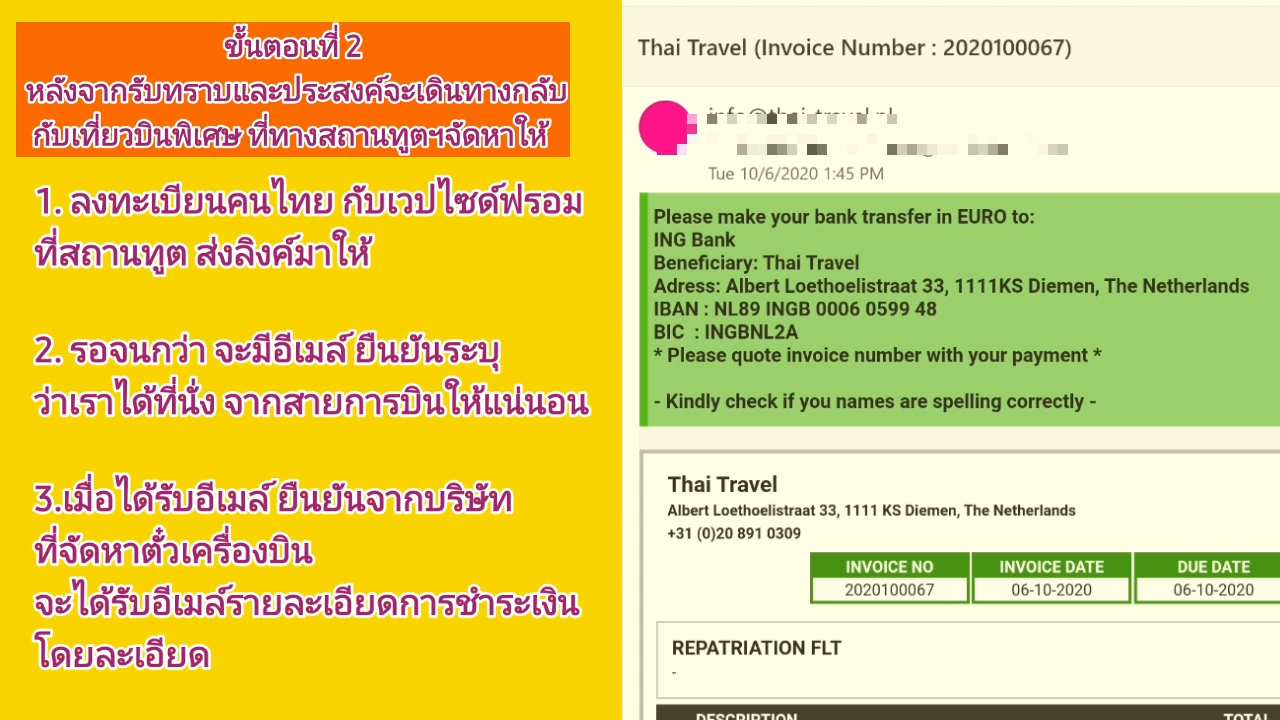 ขั้นตอนที่ 2
หลังจากรับทราบและประสงค์จะเดินทางกลับ
กับเที่ยวบินพิเศษ ที่ทางสถานทูตฯจัดหาให้
1. ลงทะเบียนคนไทย กับเวปไซด์ฟรอม
ที่สถานทูต ส่งลิงค์มาให้
2. รอจนกว่า จะมีอีเมล์ ยืนยันระบุ
ว่าเราได้ที่นั่ง จากสายการบินให้แน่นอน
3.เมื่อได้รับอีเมล์ ยืนยันจากบริษัท
ที่จัดหาตั๋วเครื่องบิน
จะได้รับอีเมล์รายละเอียดการชำระเงิน
โดยละเอียด
Thai Travel (Invoice Number : 2020100067)
Tue 10/6/2020 1:45 PM
Please make your bank transfer in EURO to:
ING Bank
Beneficiary: Thai Travel
Adress: Albert Loethoelistraat 33, 1111KS Diemen, The Netherlands
IBAN : NL89 INGB 0006 0599 48
BIC : INGBNL2A
* Please quote invoice number with your payment *
- Kindly check if you names are spelling correctly -
Thai Travel
Albert Loethoelistraat 33, 1111 KS Diemen, The Netherlands
+31 (0)20 891 0309
INVOICE NO INVOICE DATE DUE DATE
2020100067 06-10-2020 06-10-2020
REPATRIATION FLT
-
DESCRIPTION TOTAL